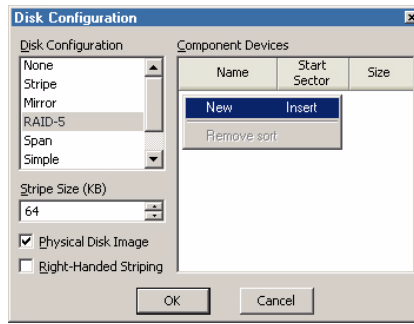 Disk Configuration
Disk Configuration
None
Stripe
Mirror
RAID-5
Span
Simple
Stripe Size (KB)
64
Physical Disk Image
Right-Handed Striping
Component Devices
Name
Start Sector
Size
New Insert
Remove sort
OK
Cancel